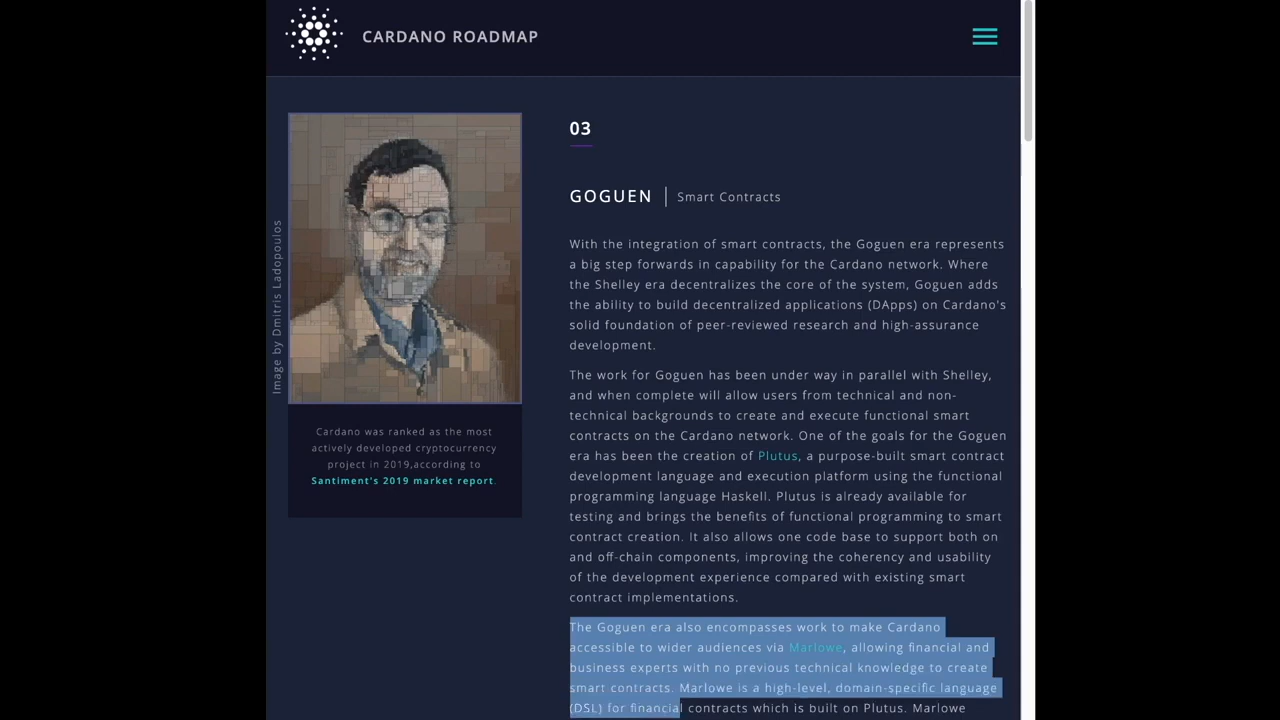 CARDANO ROADMAP
Image by Dmitris Ladopoulos
Cardano was ranked as the most
actively developed cryptocurrency
project in 2019,according to
Santiment's 2019 market report.
03
GOGUEN | Smart Contracts
With the integration of smart contracts, the Goguen era represents
a big step forwards in capability for the Cardano network. Where
the Shelley era decentralizes the core of the system, Goguen adds
the ability to build decentralized applications (DApps) on Cardano's
solid foundation of peer-reviewed research and high-assurance
development.
The work for Goguen has been under way in parallel with Shelley,
and when complete will allow users from technical and non-
technical backgrounds to create and execute functional smart
contracts on the Cardano network. One of the goals for the Goguen
era has been the creation of Plutus, a purpose-built smart contract
development language and execution platform using the functional
programming language Haskell. Plutus is already available for
testing and brings the benefits of functional programming to smart
contract creation. It also allows one code base to support both on
and off-chain components, improving the coherency and usability
of the development experience compared with existing smart
contract implementations.
The Goguen era also encompasses work to make Cardano
accessible to wider audiences via Marlowe, allowing financial and
business experts with no previous technical knowledge to create
smart contracts. Marlowe is a high-level, domain-specific language
(DSL) for financial contracts which is built on Plutus. Marlowe